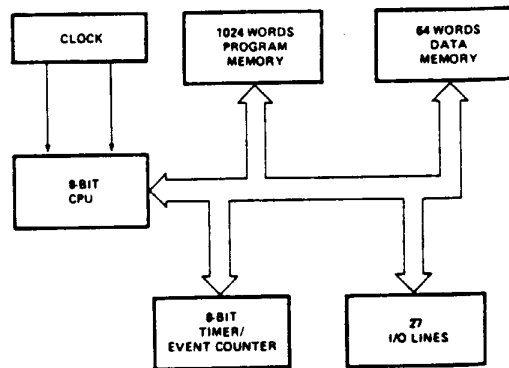 CLOCK
1024 WORDS
PROGRAM
MEMORY
64 WORDS
DATA
MEMORY
8-BIT
CPU
8-BIT
TIMER/
EVENT COUNTER
27
I/O LINES